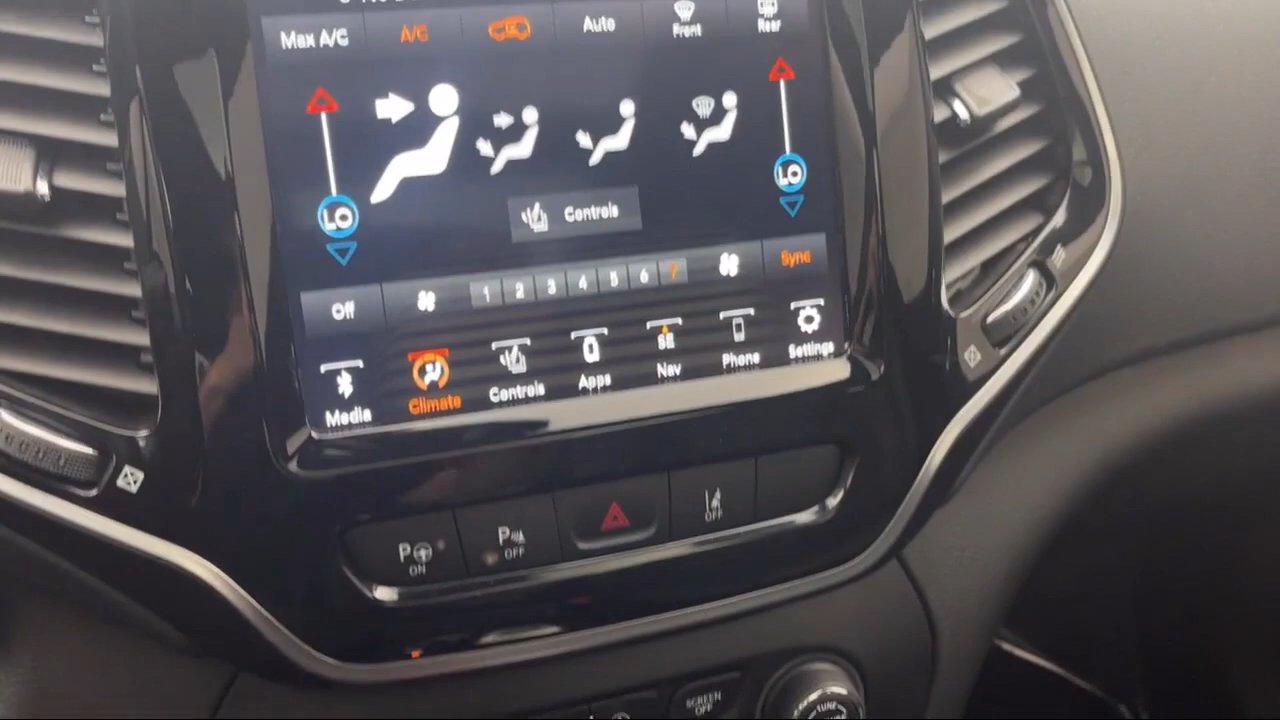 Max A/C A/C Auto Front Rear
LO LO
Controls
Off 1 2 3 4 5 6 7 Sync
Media Climate Controls Apps Nav Phone Settings
P ON P OFF OFF
SCREEN OFF
TUNE